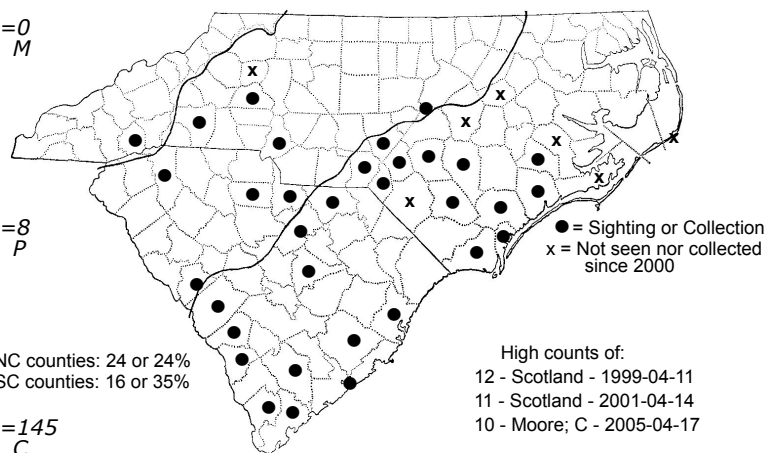 =0
M
=8
P
● = Sighting or Collection
x = Not seen nor collected
since 2000
NC counties: 24 or 24%
SC counties: 16 or 35%
High counts of:
12 - Scotland - 1999-04-11
11 - Scotland - 2001-04-14
10 - Moore; C - 2005-04-17
=145
C